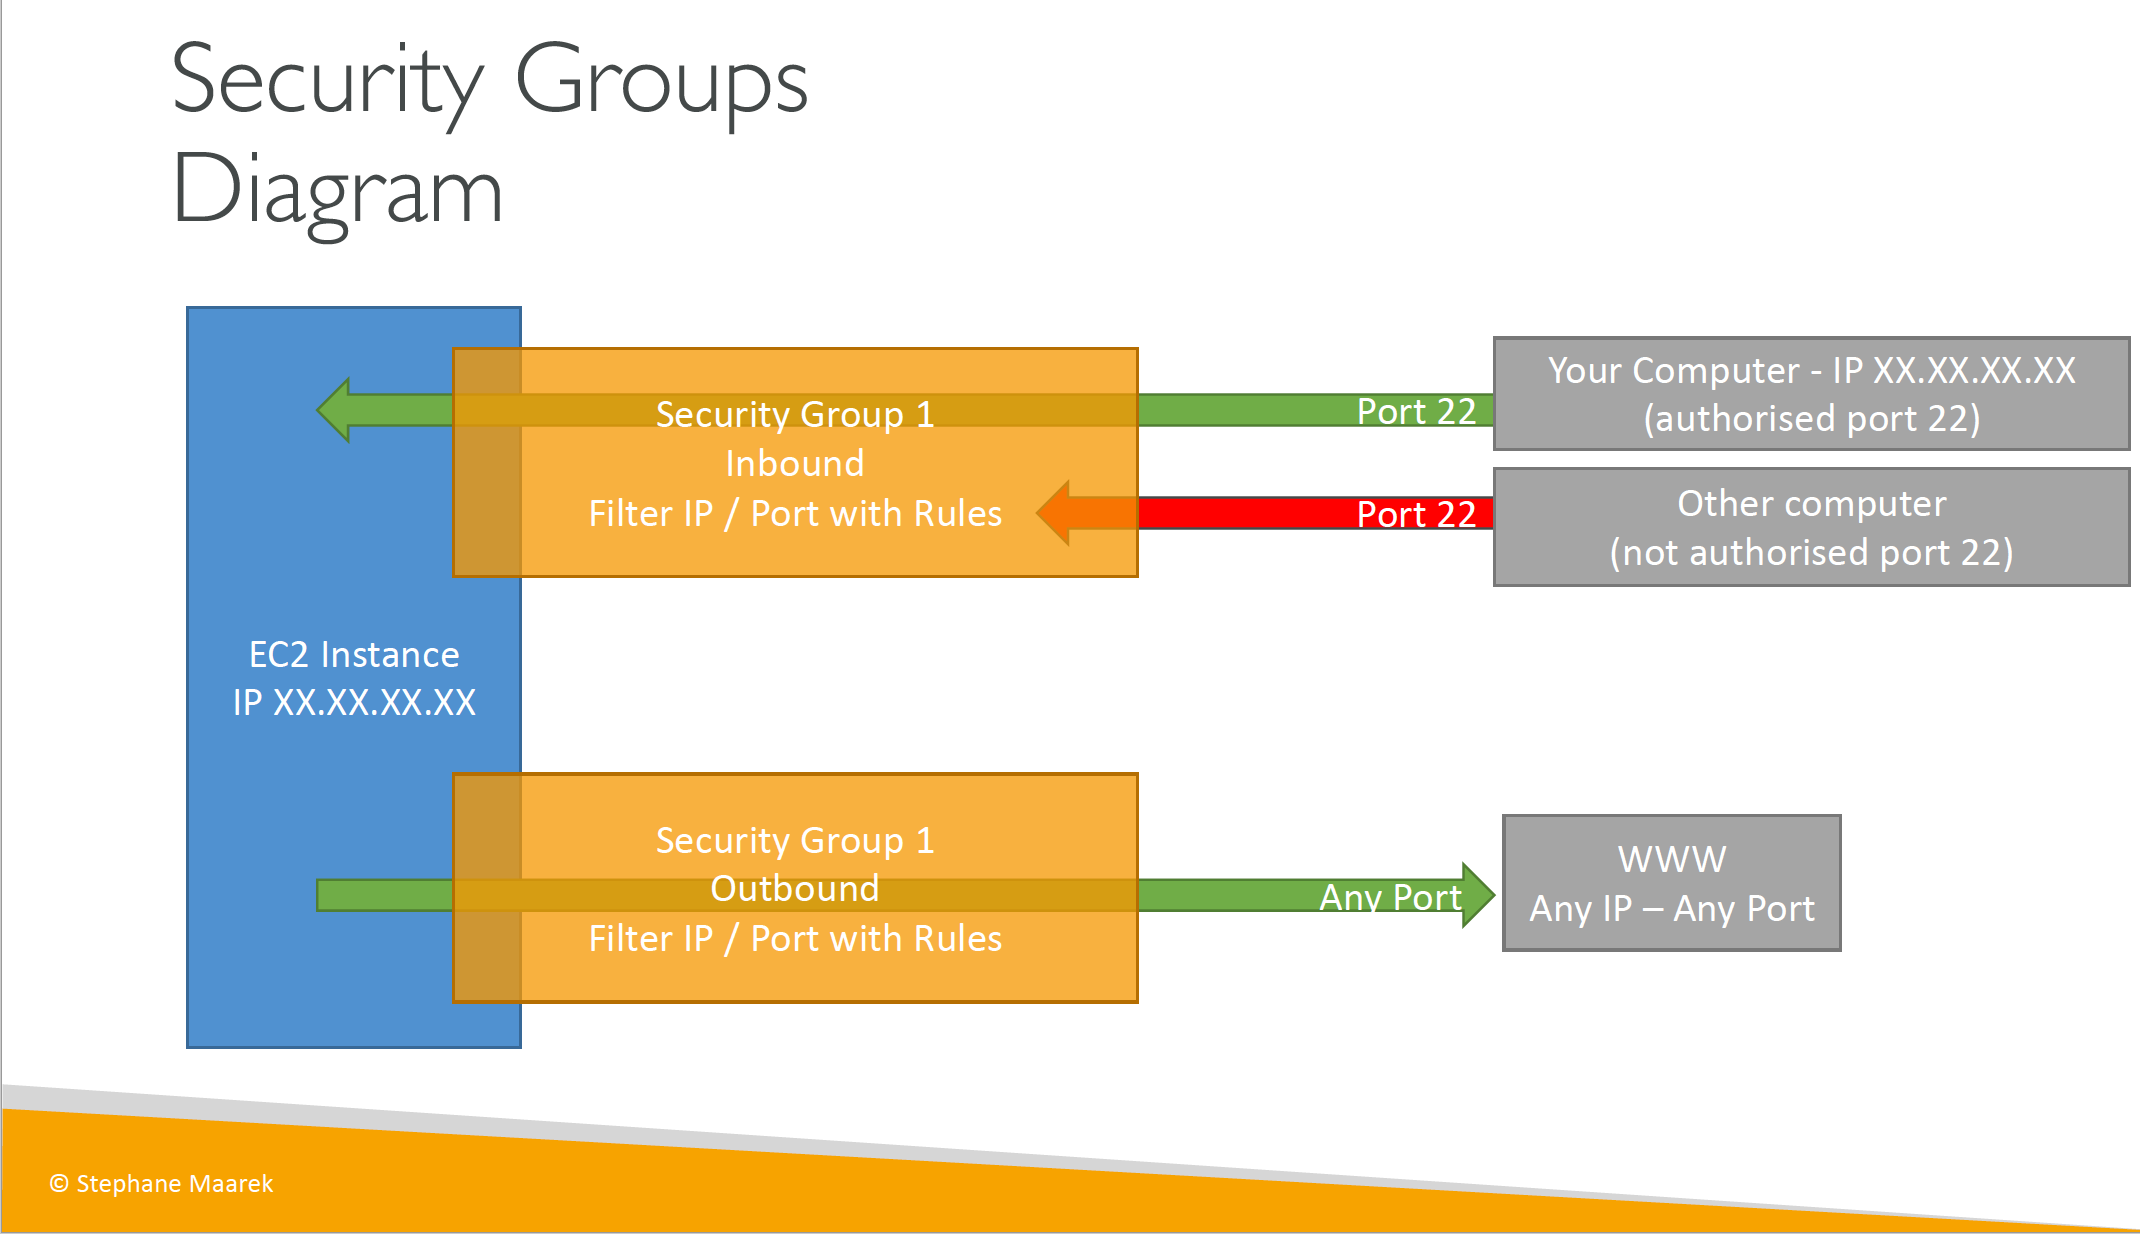 Security Groups
Diagram
Security Group 1
Inbound
Filter IP / Port with Rules
Port 22
Your Computer - IP XX.XX.XX.XX
(authorised port 22)
Port 22
Other computer
(not authorised port 22)
EC2 Instance
IP XX.XX.XX.XX
Security Group 1
Outbound
Filter IP / Port with Rules
Any Port
WWW
Any IP – Any Port
© Stephane Maarek